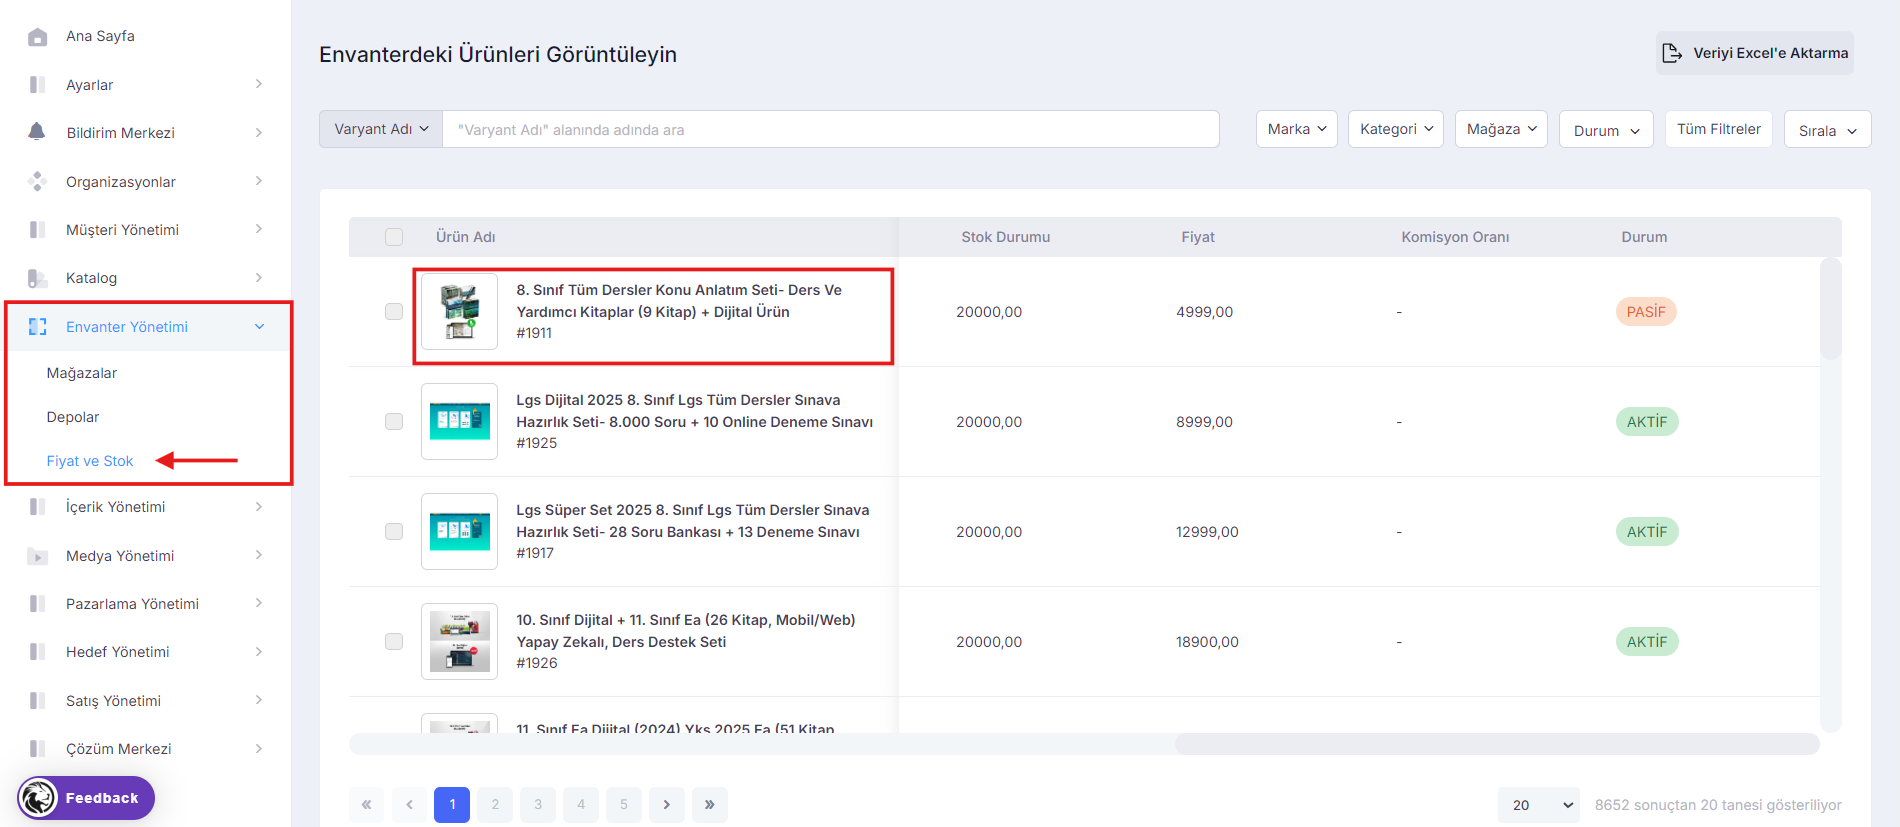 Ana Sayfa
Ayarlar
Bildirim Merkezi
Organizasyonlar
Müşteri Yönetimi
Katalog
Envanter Yönetimi
Mağazalar
Depolar
Fiyat ve Stok
İçerik Yönetimi
Medya Yönetimi
Pazarlama Yönetimi
Hedef Yönetimi
Satış Yönetimi
Çözüm Merkezi
Feedback
Envanterdeki Ürünleri Görüntüleyin
Veriyi Excel'e Aktarma
Varyant Adı
"Varyant Adı" alanında adında ara
Marka
Kategori
Mağaza
Durum
Tüm Filtreler
Sırala
Ürün Adı
Stok Durumu
Fiyat
Komisyon Oranı
Durum
8. Sınıf Tüm Dersler Konu Anlatım Seti- Ders Ve
Yardımcı Kitaplar (9 Kitap) + Dijital Ürün
#1911
20000,00
4999,00
-
PASİF
Lgs Dijital 2025 8. Sınıf Lgs Tüm Dersler Sınava
Hazırlık Seti- 8.000 Soru + 10 Online Deneme Sınavı
#1925
20000,00
8999,00
-
AKTİF
Lgs Süper Set 2025 8. Sınıf Lgs Tüm Dersler Sınava
Hazırlık Seti- 28 Soru Bankası + 13 Deneme Sınavı
#1917
20000,00
12999,00
-
AKTİF
10. Sınıf Dijital + 11. Sınıf Ea (26 Kitap, Mobil/Web)
Yapay Zekalı, Ders Destek Seti
#1926
20000,00
18900,00
-
AKTİF
11. Sınıf Ea Dijital (2024) Yks 2025 Ea (51 Kitap
« ‹ 1 2 3 4 5 › »
20
8652 sonuçtan 20 tanesi gösteriliyor